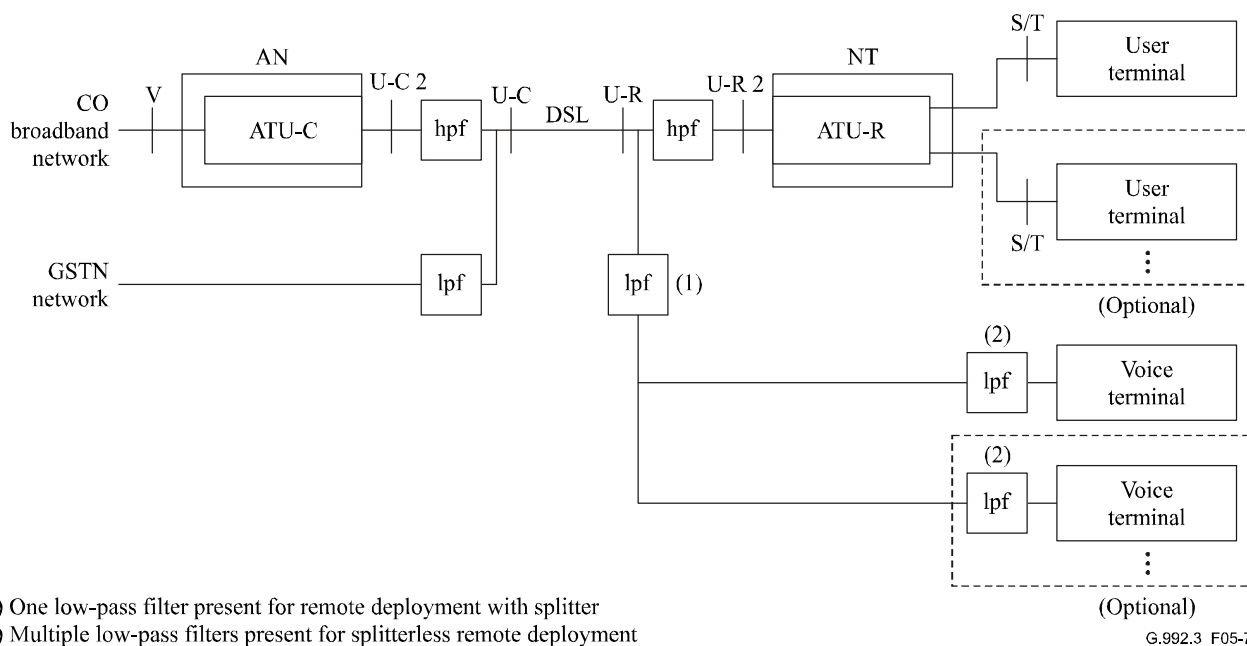 S/T
User
terminal
AN
NT
U-C 2
U-C
U-R
U-R 2
CO
broadband
network
V
ATU-C
hpf
DSL
hpf
ATU-R
User
terminal
S/T
GSTN
network
lpf
lpf
(1)
(Optional)
(2)
lpf
Voice
terminal
(2)
lpf
Voice
terminal
(Optional)
) One low-pass filter present for remote deployment with splitter
) Multiple low-pass filters present for splitterless remote deployment
G.992.3_F05-7